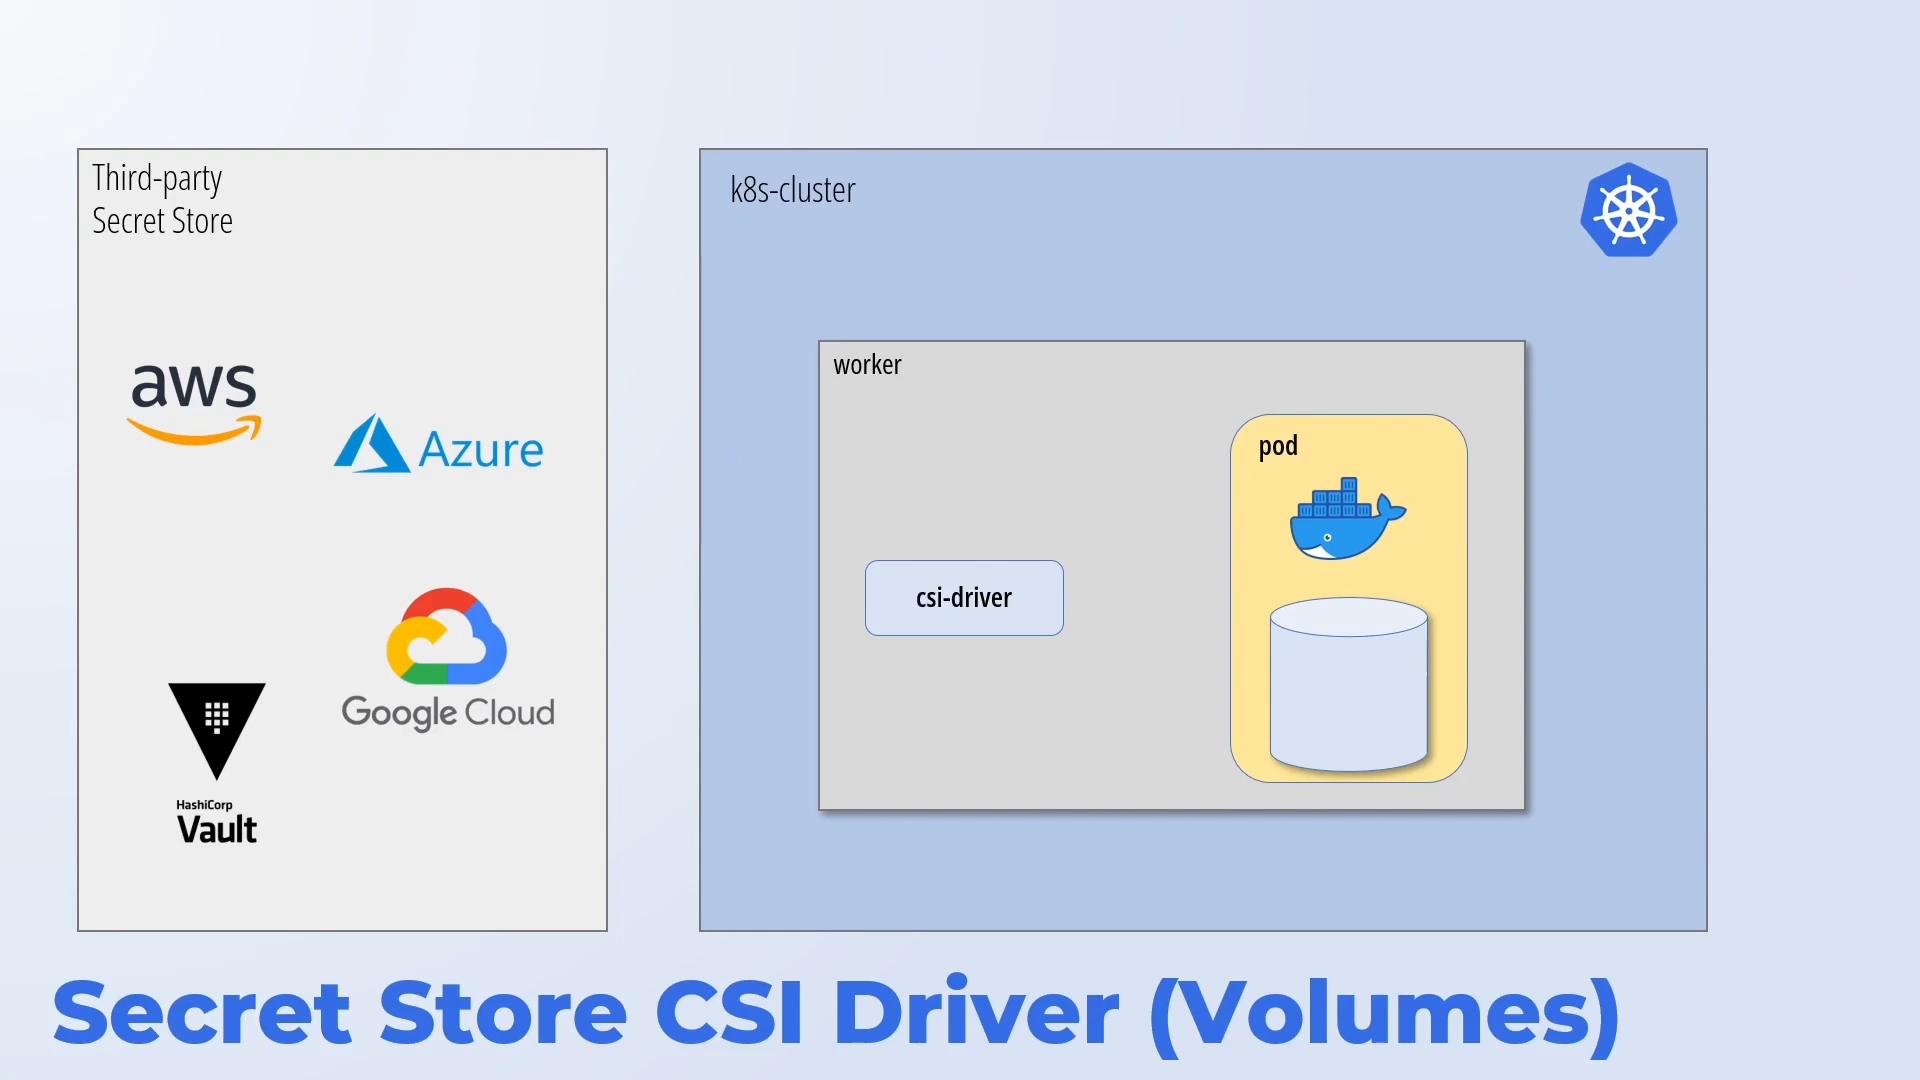 Third-party
Secret Store
aws
Azure
Google Cloud
HashiCorp
Vault
k8s-cluster
worker
csi-driver
pod
Secret Store CSI Driver (Volumes)